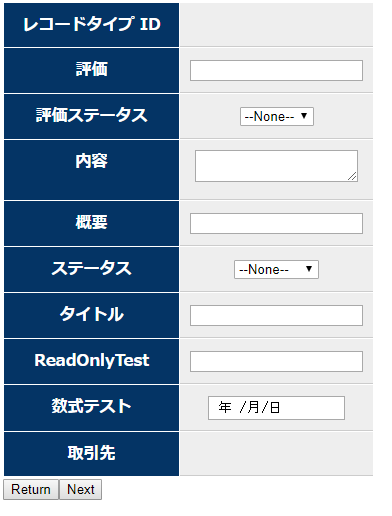 レコードタイプ ID
評価
評価ステータス --None--
内容
概要
ステータス --None--
タイトル
ReadOnlyTest
数式テスト 年 /月/日
取引先
Return Next